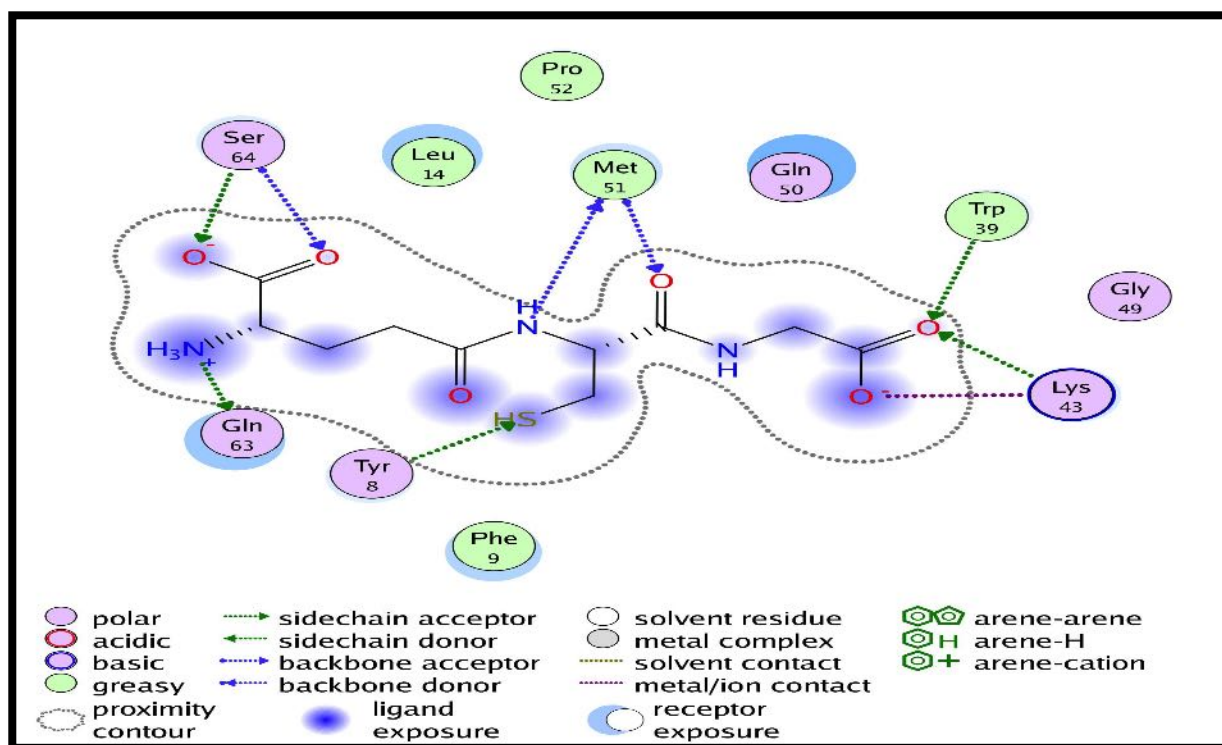 Pro
52
Ser
64
Leu
14
Met
51
Gln
50
Trp
39
Gly
49
Lys
43
O-
O
H
N
O
O
H3N+
O
N
H
O-
HS
Gln
63
Tyr
8
Phe
9
polar
acidic
basic
greasy
proximity
contour
sidechain acceptor
sidechain donor
backbone acceptor
backbone donor
ligand
exposure
solvent residue
metal complex
solvent contact
metal/ion contact
receptor
exposure
arene-arene
H arene-H
+ arene-cation